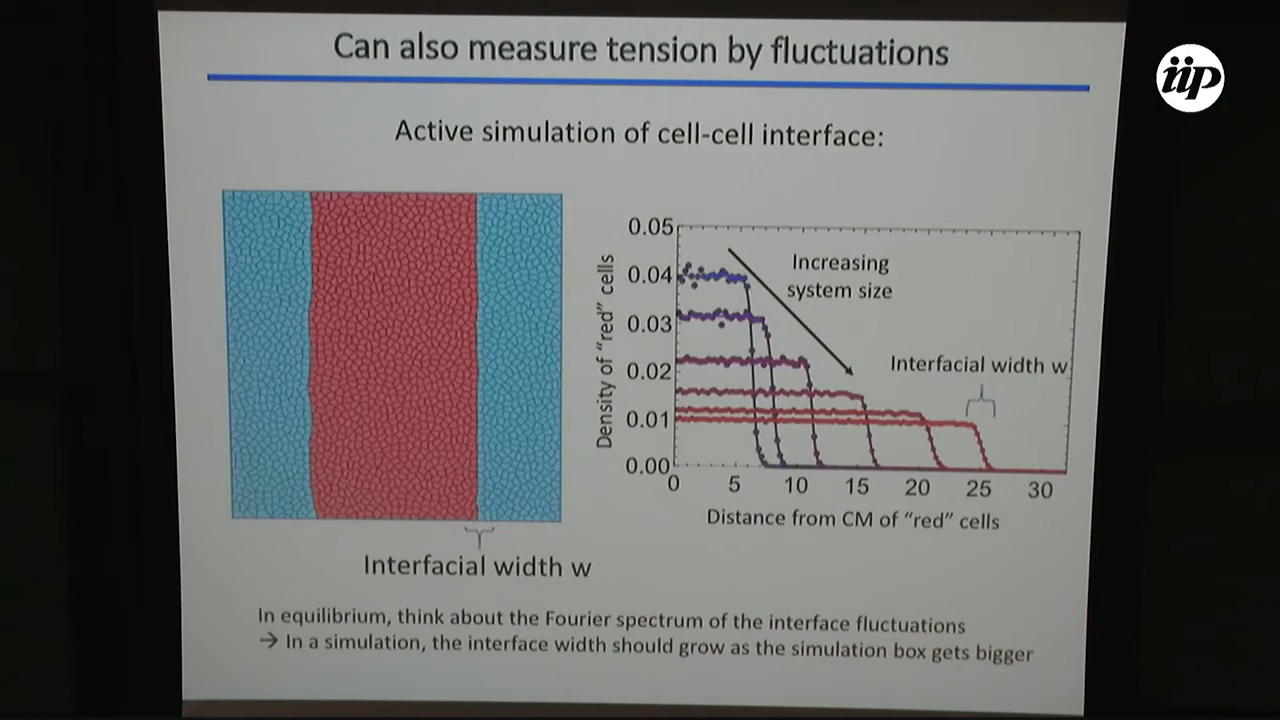 Can also measure tension by fluctuations
iip
Active simulation of cell-cell interface:
0.05
0.04
0.03
0.02
0.01
0.00
Density of “red” cells
Increasing
system size
Interfacial width w
0 5 10 15 20 25 30
Distance from CM of “red” cells
Interfacial width w
In equilibrium, think about the Fourier spectrum of the interface fluctuations
→ In a simulation, the interface width should grow as the simulation box gets bigger